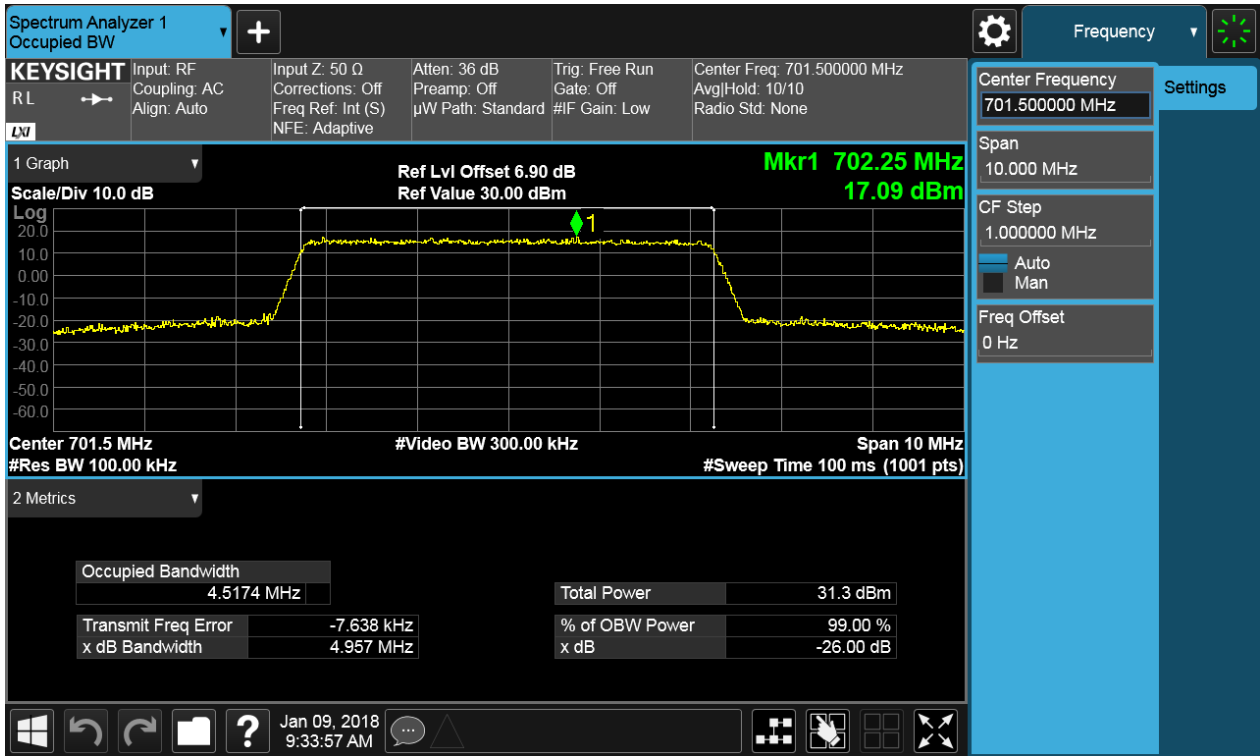 Spectrum Analyzer 1
Occupied BW
Frequency
KEYSIGHT
R L
LXI
Input: RF
Coupling: AC
Align: Auto
Input Z: 50 Ω
Corrections: Off
Freq Ref: Int (S)
NFE: Adaptive
Atten: 36 dB
Preamp: Off
µW Path: Standard
Trig: Free Run
Gate: Off
#IF Gain: Low
Center Freq: 701.500000 MHz
Avg|Hold: 10/10
Radio Std: None
1 Graph
Scale/Div 10.0 dB
Ref Lvl Offset 6.90 dB
Ref Value 30.00 dBm
Mkr1 702.25 MHz
17.09 dBm
Log
20.0
10.0
0.00
-10.0
-20.0
-30.0
-40.0
-50.0
-60.0
1
Center 701.5 MHz
#Video BW 300.00 kHz
Span 10 MHz
#Res BW 100.00 kHz
#Sweep Time 100 ms (1001 pts)
2 Metrics
Occupied Bandwidth
4.5174 MHz
Total Power 31.3 dBm
Transmit Freq Error -7.638 kHz
% of OBW Power 99.00 %
x dB Bandwidth 4.957 MHz
x dB -26.00 dB
Center Frequency
701.500000 MHz
Settings
Span
10.000 MHz
CF Step
1.000000 MHz
Auto
Man
Freq Offset
0 Hz
?
Jan 09, 2018
9:33:57 AM